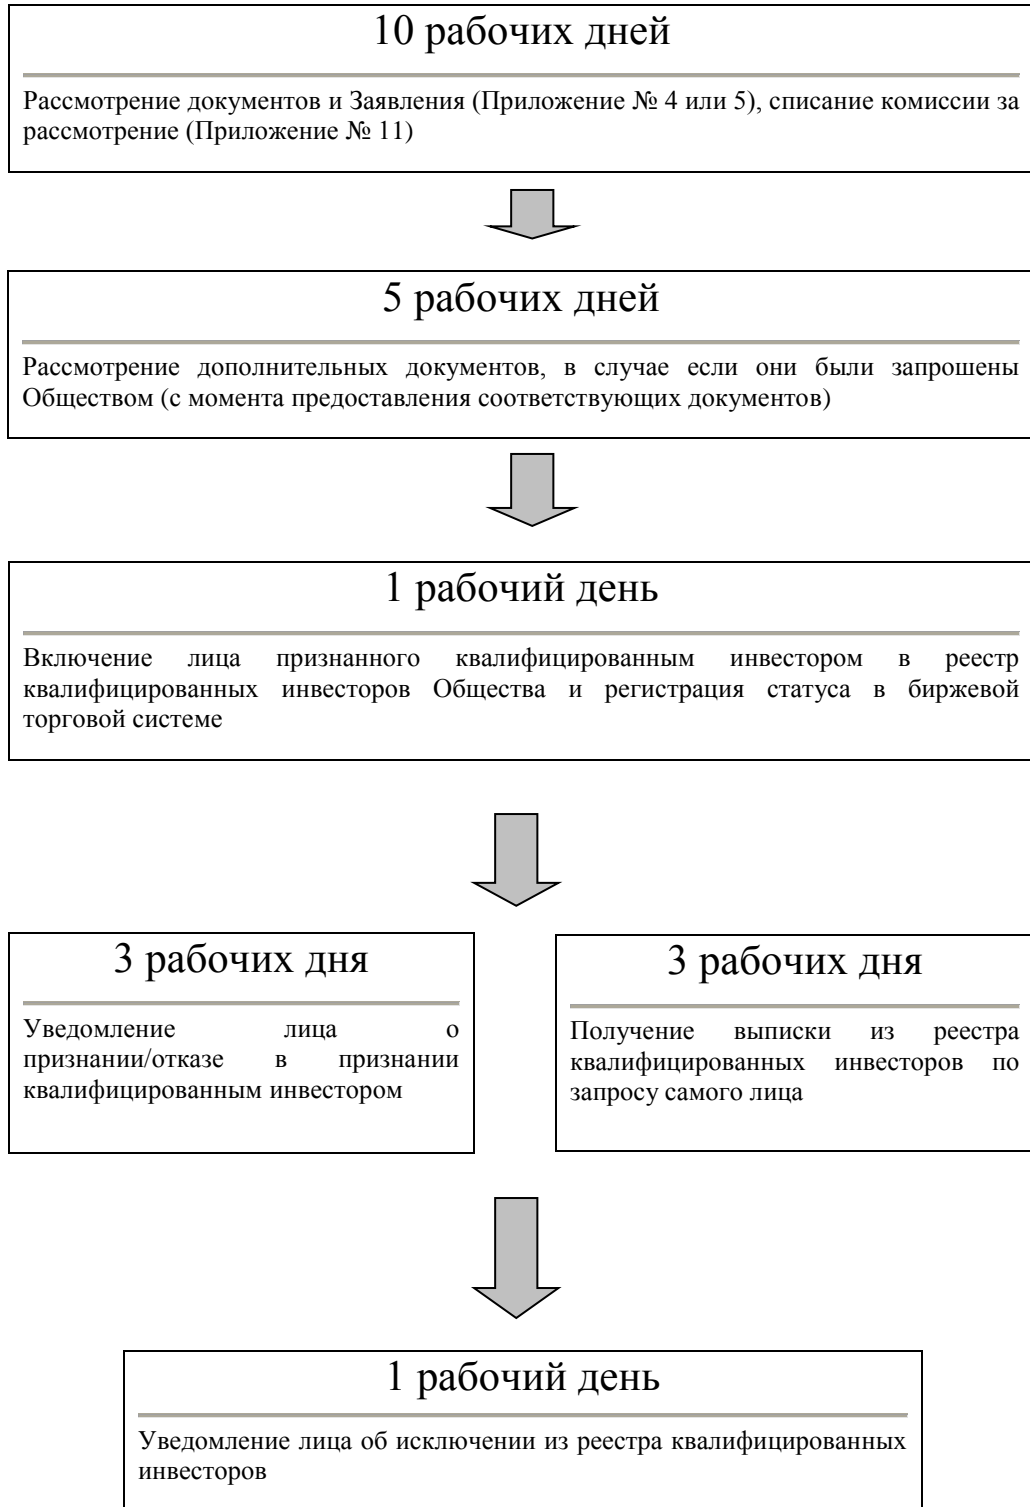 10 рабочих дней
Рассмотрение документов и Заявления (Приложение № 4 или 5), списание комиссии за
рассмотрение (Приложение № 11)
5 рабочих дней
Рассмотрение дополнительных документов, в случае если они были запрошены
Обществом (с момента предоставления соответствующих документов)
1 рабочий день
Включение лица признанного квалифицированным инвестором в реестр
квалифицированных инвесторов Общества и регистрация статуса в биржевой
торговой системе
3 рабочих дня
Уведомление лица о
признании/отказе в признании
квалифицированным инвестором
3 рабочих дня
Получение выписки из реестра
квалифицированных инвесторов по
запросу самого лица
1 рабочий день
Уведомление лица об исключении из реестра квалифицированных
инвесторов